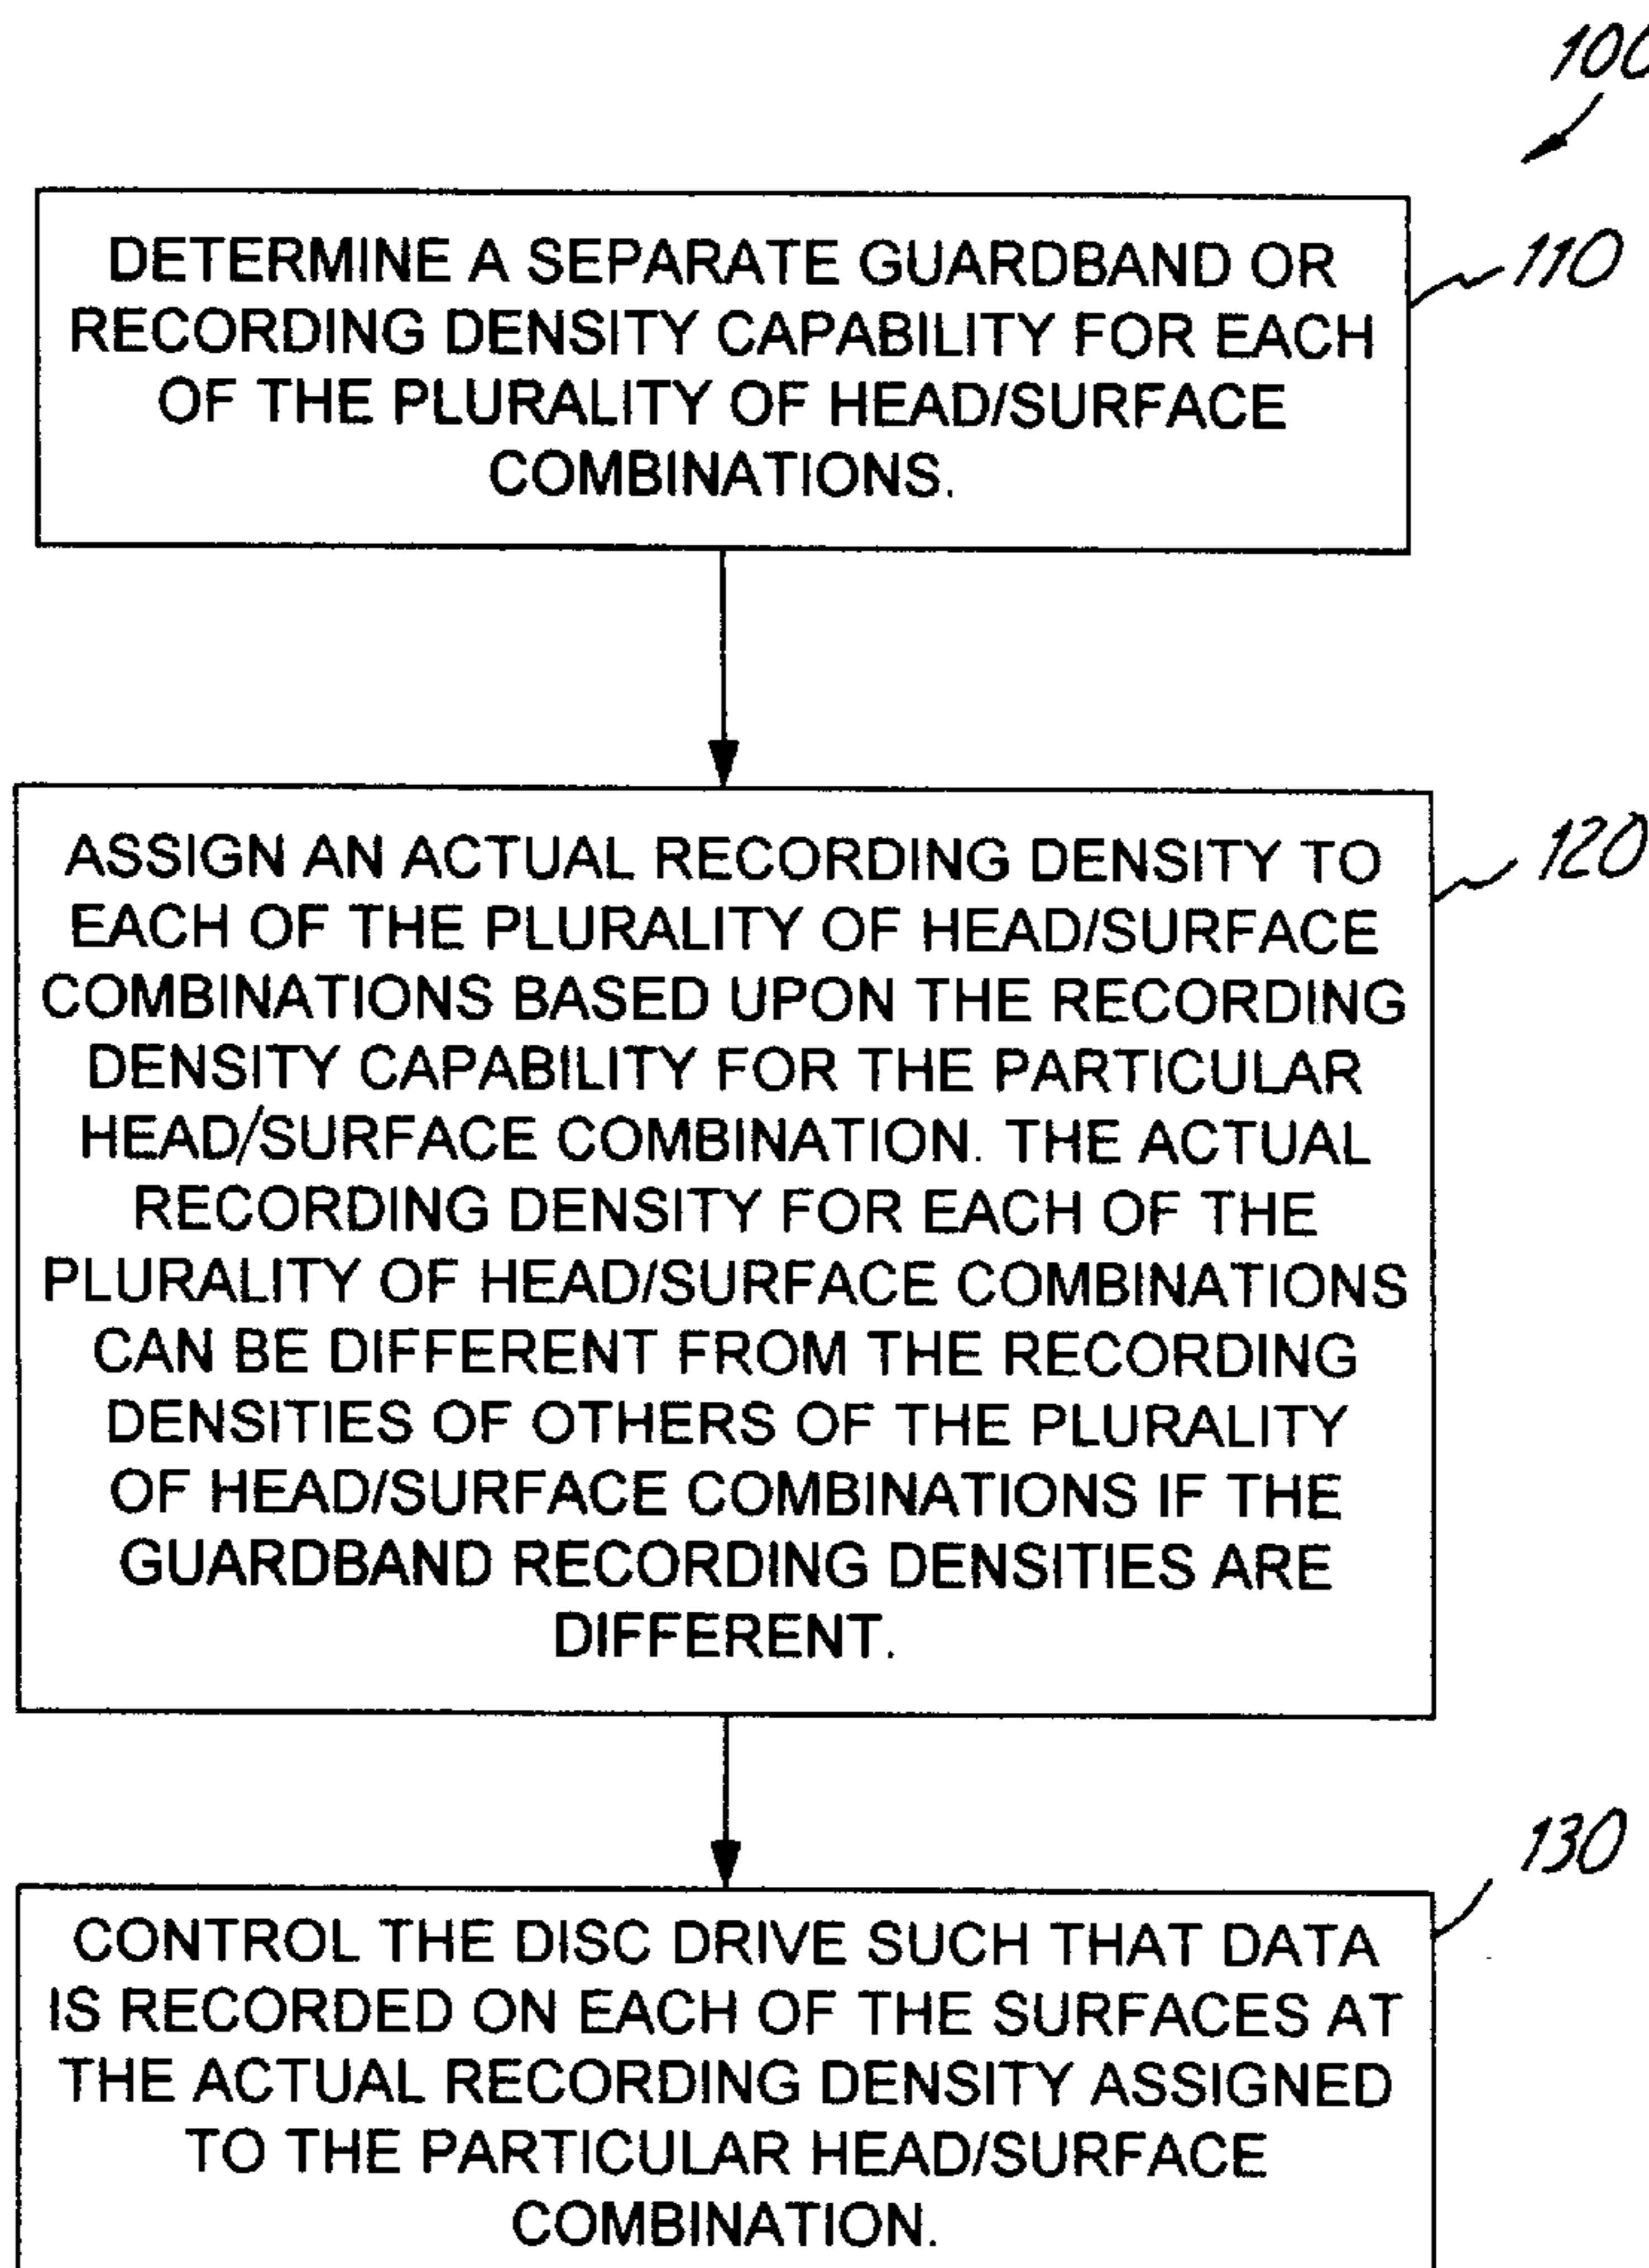 100
DETERMINE A SEPARATE GUARDBAND OR
RECORDING DENSITY CAPABILITY FOR EACH
OF THE PLURALITY OF HEAD/SURFACE
COMBINATIONS.
110
ASSIGN AN ACTUAL RECORDING DENSITY TO
EACH OF THE PLURALITY OF HEAD/SURFACE
COMBINATIONS BASED UPON THE RECORDING
DENSITY CAPABILITY FOR THE PARTICULAR
HEAD/SURFACE COMBINATION. THE ACTUAL
RECORDING DENSITY FOR EACH OF THE
PLURALITY OF HEAD/SURFACE COMBINATIONS
CAN BE DIFFERENT FROM THE RECORDING
DENSITIES OF OTHERS OF THE PLURALITY
OF HEAD/SURFACE COMBINATIONS IF THE
GUARDBAND RECORDING DENSITIES ARE
DIFFERENT.
120
CONTROL THE DISC DRIVE SUCH THAT DATA
IS RECORDED ON EACH OF THE SURFACES AT
THE ACTUAL RECORDING DENSITY ASSIGNED
TO THE PARTICULAR HEAD/SURFACE
COMBINATION.
130